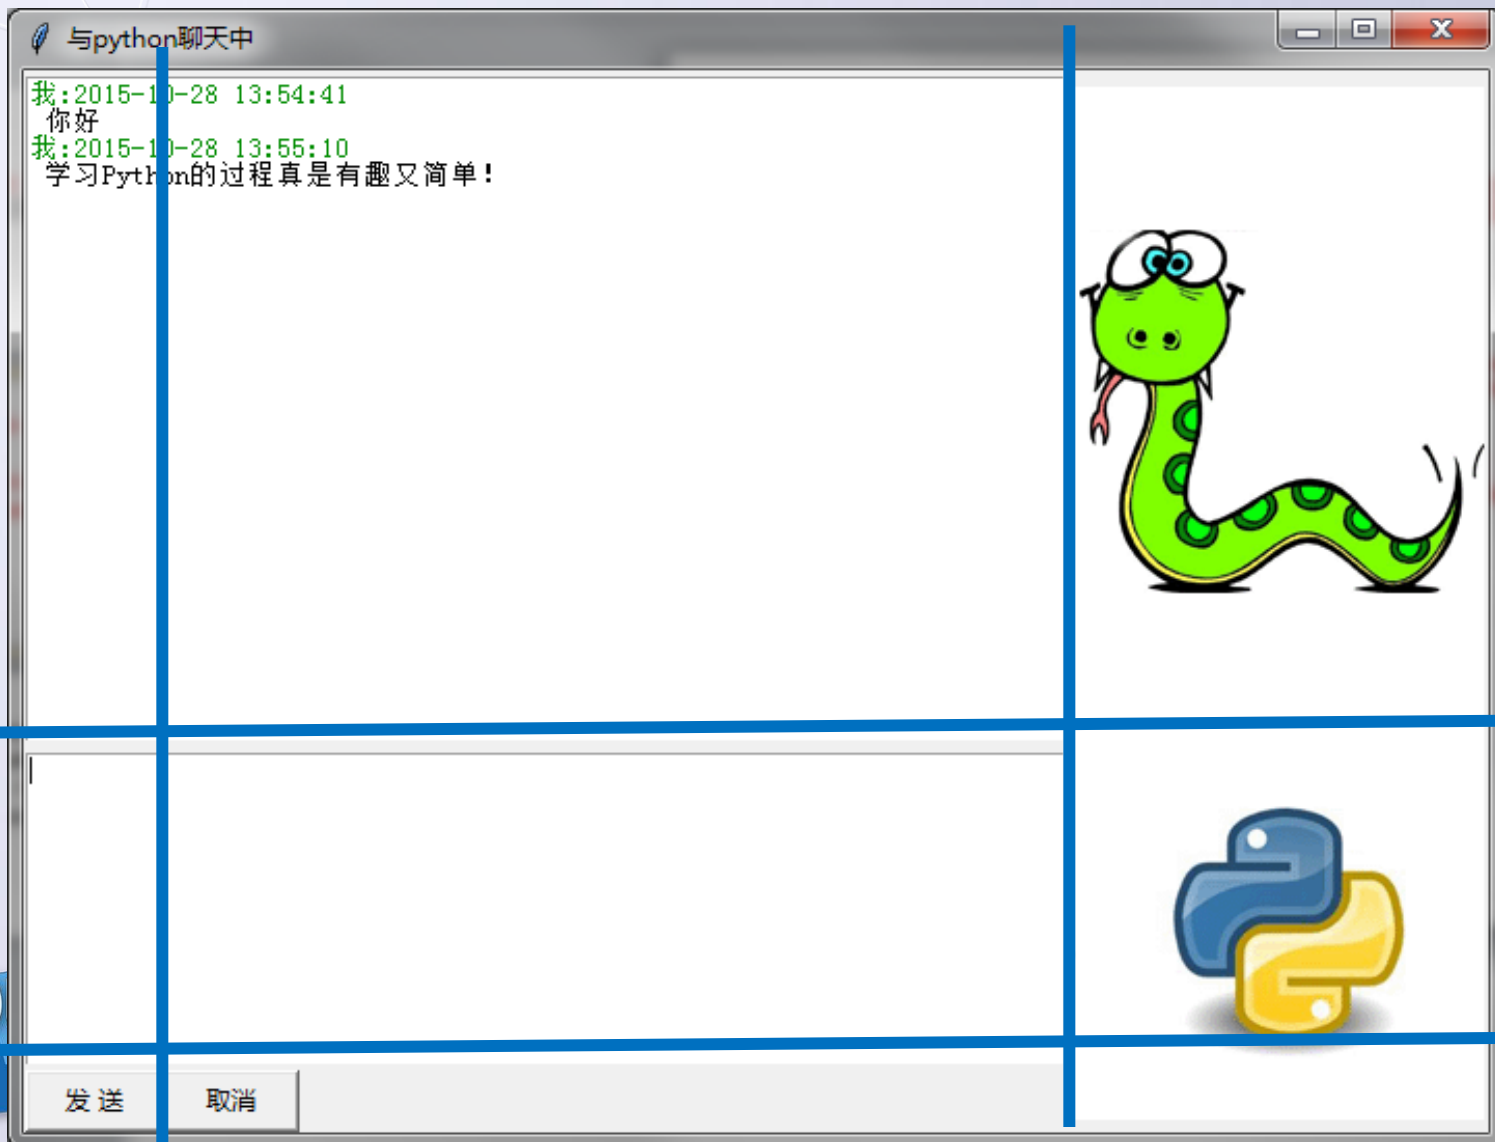 与python聊天中
我:2015-10-28 13:54:41
你好
我:2015-10-28 13:55:10
学习Python的过程真是有趣又简单!
发 送
取消